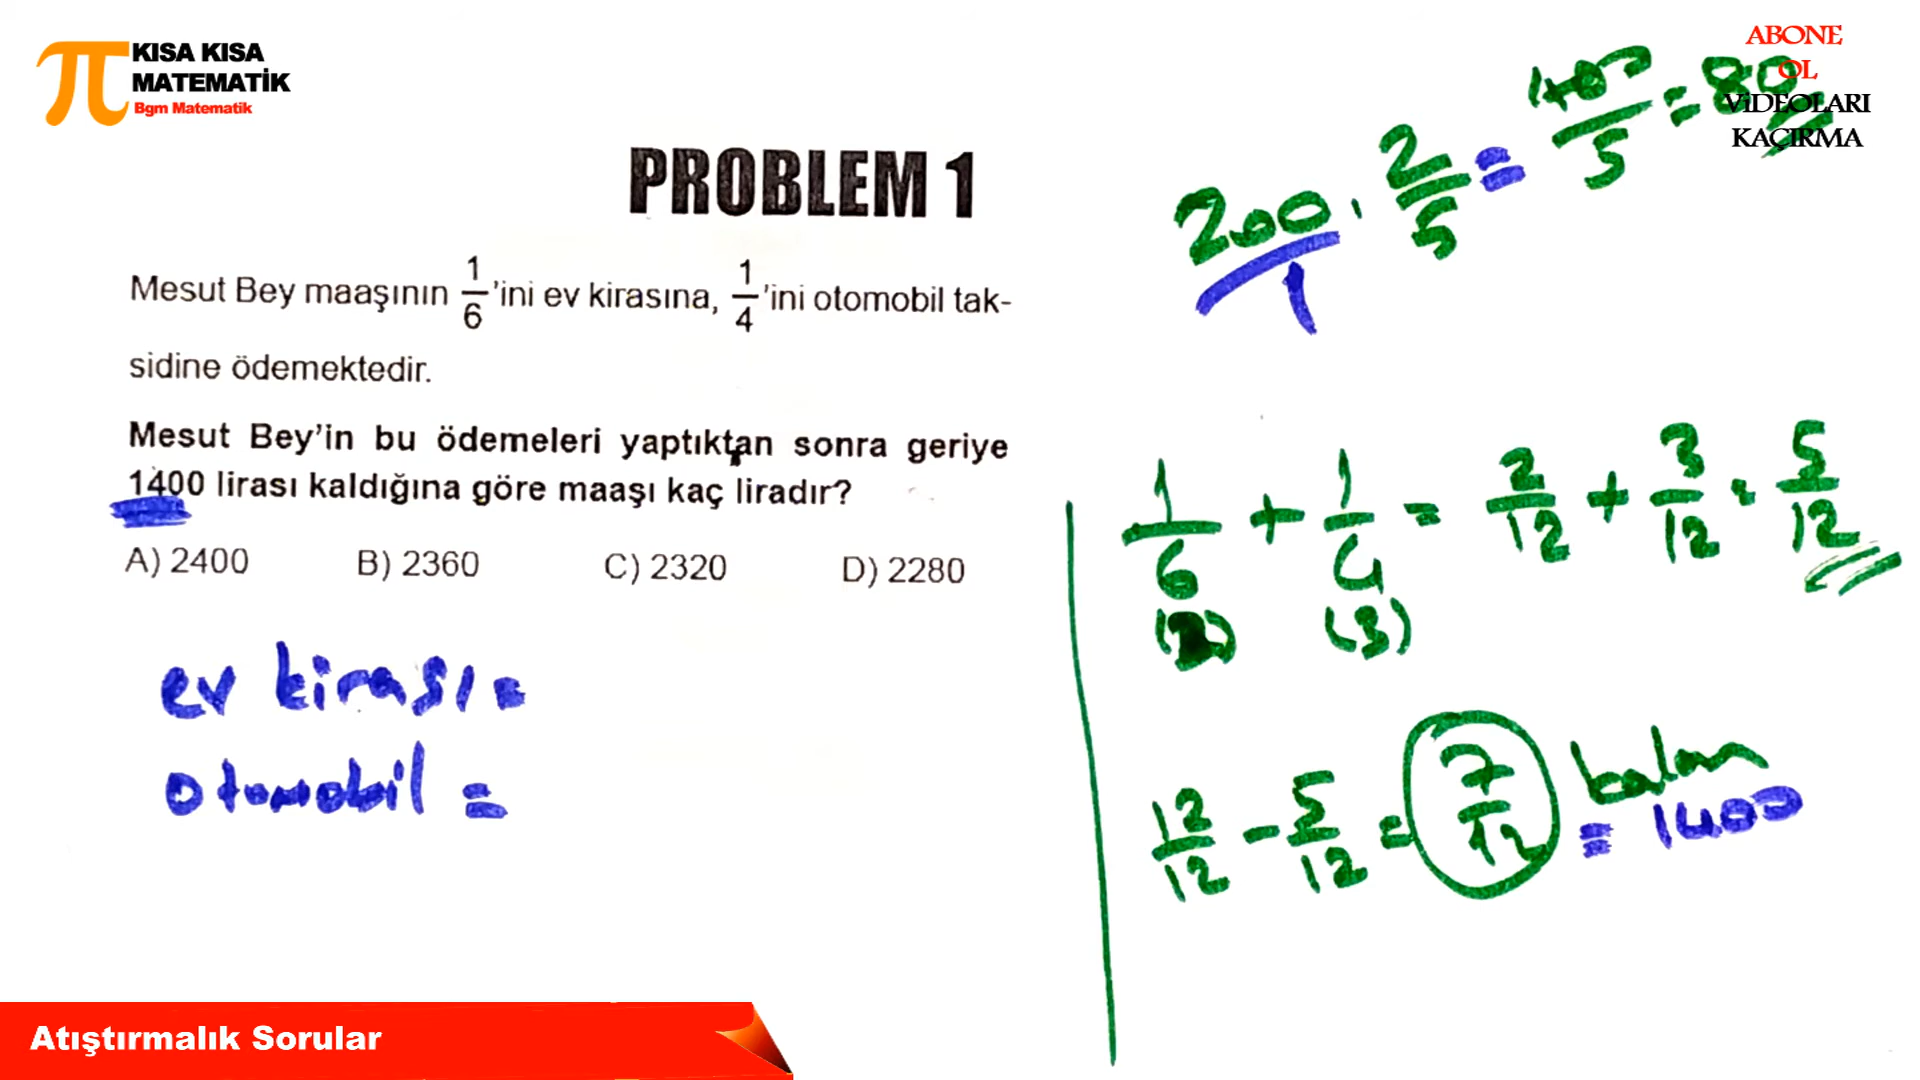 KISA KISA
MATEMATİK
Bgm Matematik
ABONE
OL
ViDEOLARI
KAÇIRMA
PROBLEM 1
Mesut Bey maaşının 1/6 'ini ev kirasına, 1/4 'ini otomobil tak-
sidine ödemektedir.
Mesut Bey'in bu ödemeleri yaptıktan sonra geriye
1400 lirası kaldığına göre maaşı kaç liradır?
A) 2400 B) 2360 C) 2320 D) 2280
ev kirası =
otomobil =
200/1 . 2/5 = 400/5 = 80
1/6 + 1/4 = 2/12 + 3/12 = 5/12
(2) (3)
12/12 - 5/12 = 7/12 kalan
= 1400
Atıştırmalık Sorular